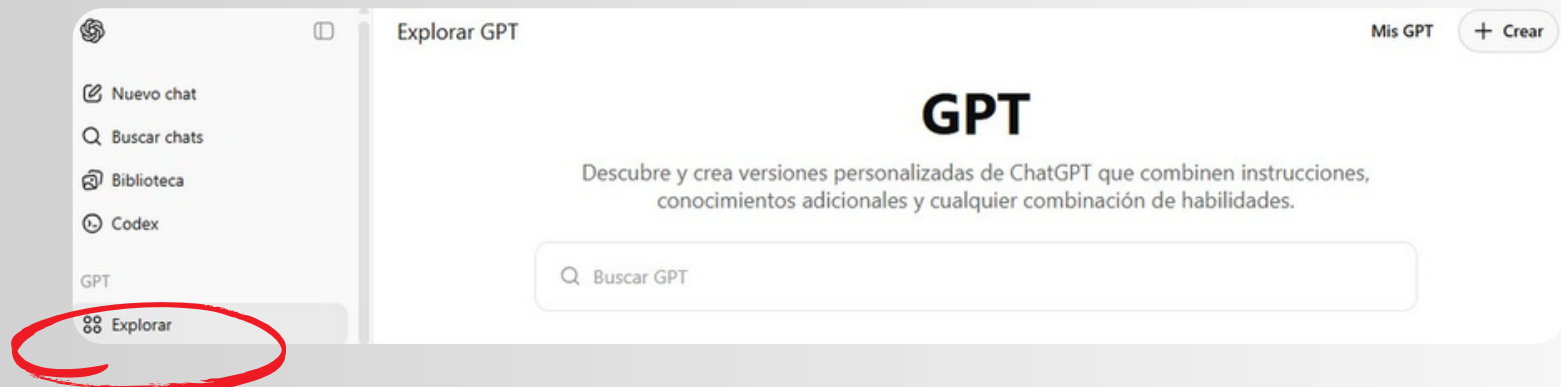 Explorar GPT
Mis GPT
+ Crear
Nuevo chat
Buscar chats
Biblioteca
Codex
GPT
Explorar
GPT
Descubre y crea versiones personalizadas de ChatGPT que combinen instrucciones,
conocimientos adicionales y cualquier combinación de habilidades.
Buscar GPT